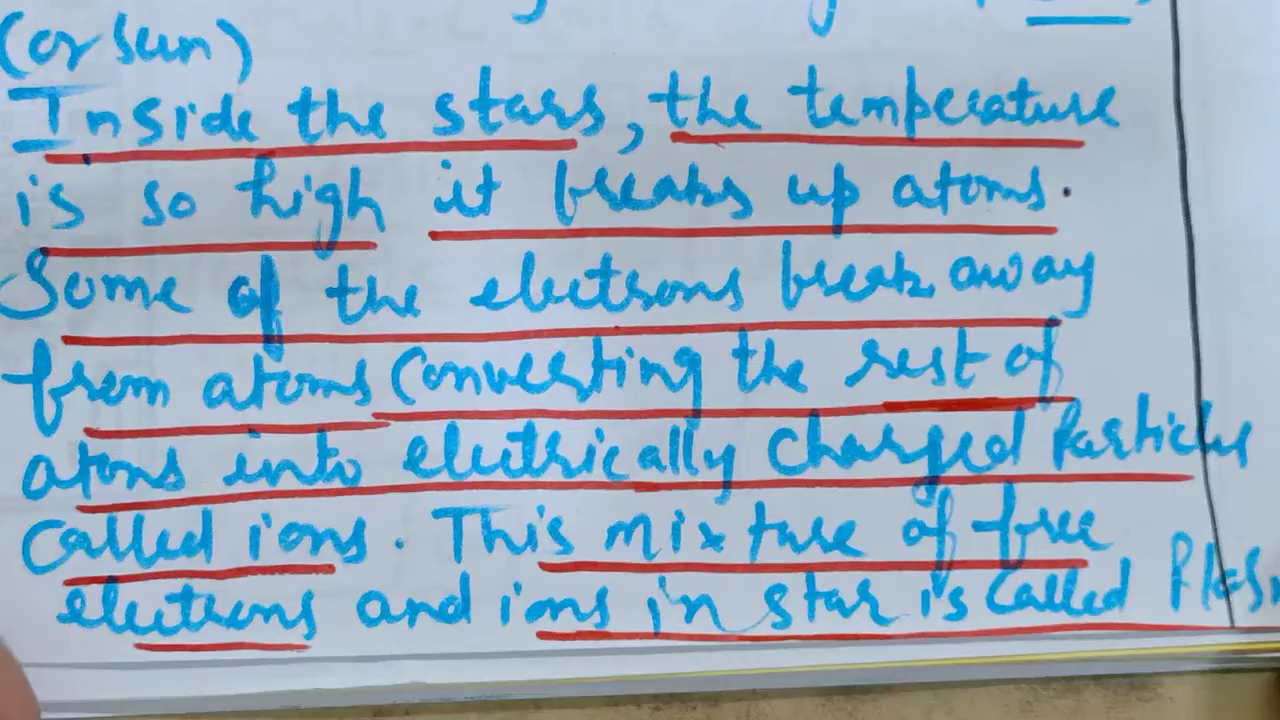 (or sun)
Inside the stars, the temperature
is so high it breaks up atoms.
Some of the electrons break away
from atoms converting the rest of
atoms into electrically charged Particles
called ions. This mixture of free
electrons and ions in star is called Plas